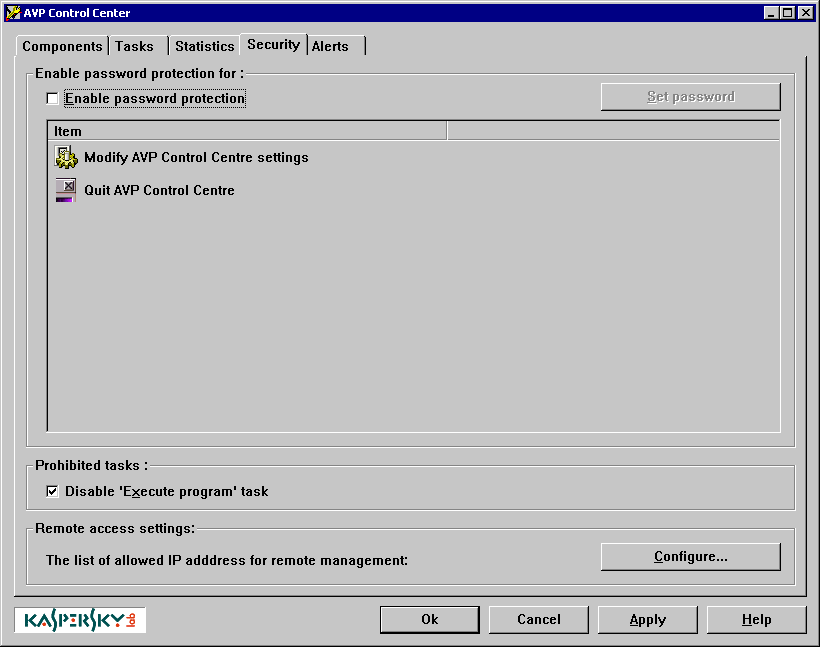 AVP Control Center
Components Tasks Statistics Security Alerts
Enable password protection for :
Enable password protection
Set password
Item
Modify AVP Control Centre settings
Quit AVP Control Centre
Prohibited tasks :
Disable 'Execute program' task
Remote access settings:
The list of allowed IP adddress for remote management:
Configure...
KASPERSKY lab
Ok Cancel Apply Help